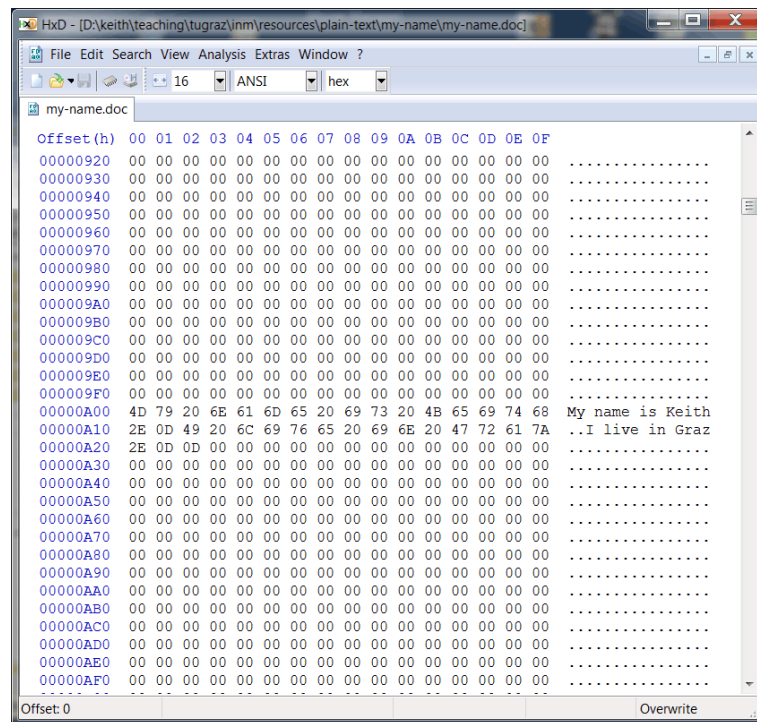 HxD - [D:\keith\teaching\tugraz\inm\resources\plain-text\my-name\my-name.doc]
File Edit Search View Analysis Extras Window ?
16 ANSI hex
my-name.doc
Offset(h) 00 01 02 03 04 05 06 07 08 09 0A 0B 0C 0D 0E 0F
00000920 00 00 00 00 00 00 00 00 00 00 00 00 00 00 00 00 ................
00000930 00 00 00 00 00 00 00 00 00 00 00 00 00 00 00 00 ................
00000940 00 00 00 00 00 00 00 00 00 00 00 00 00 00 00 00 ................
00000950 00 00 00 00 00 00 00 00 00 00 00 00 00 00 00 00 ................
00000960 00 00 00 00 00 00 00 00 00 00 00 00 00 00 00 00 ................
00000970 00 00 00 00 00 00 00 00 00 00 00 00 00 00 00 00 ................
00000980 00 00 00 00 00 00 00 00 00 00 00 00 00 00 00 00 ................
00000990 00 00 00 00 00 00 00 00 00 00 00 00 00 00 00 00 ................
000009A0 00 00 00 00 00 00 00 00 00 00 00 00 00 00 00 00 ................
000009B0 00 00 00 00 00 00 00 00 00 00 00 00 00 00 00 00 ................
000009C0 00 00 00 00 00 00 00 00 00 00 00 00 00 00 00 00 ................
000009D0 00 00 00 00 00 00 00 00 00 00 00 00 00 00 00 00 ................
000009E0 00 00 00 00 00 00 00 00 00 00 00 00 00 00 00 00 ................
000009F0 00 00 00 00 00 00 00 00 00 00 00 00 00 00 00 00 ................
00000A00 4D 79 20 6E 61 6D 65 20 69 73 20 4B 65 69 74 68 My name is Keith
00000A10 2E 0D 49 20 6C 69 76 65 20 69 6E 20 47 72 61 7A ..I live in Graz
00000A20 2E 0D 0D 00 00 00 00 00 00 00 00 00 00 00 00 00 ................
00000A30 00 00 00 00 00 00 00 00 00 00 00 00 00 00 00 00 ................
00000A40 00 00 00 00 00 00 00 00 00 00 00 00 00 00 00 00 ................
00000A50 00 00 00 00 00 00 00 00 00 00 00 00 00 00 00 00 ................
00000A60 00 00 00 00 00 00 00 00 00 00 00 00 00 00 00 00 ................
00000A70 00 00 00 00 00 00 00 00 00 00 00 00 00 00 00 00 ................
00000A80 00 00 00 00 00 00 00 00 00 00 00 00 00 00 00 00 ................
00000A90 00 00 00 00 00 00 00 00 00 00 00 00 00 00 00 00 ................
00000AA0 00 00 00 00 00 00 00 00 00 00 00 00 00 00 00 00 ................
00000AB0 00 00 00 00 00 00 00 00 00 00 00 00 00 00 00 00 ................
00000AC0 00 00 00 00 00 00 00 00 00 00 00 00 00 00 00 00 ................
00000AD0 00 00 00 00 00 00 00 00 00 00 00 00 00 00 00 00 ................
00000AE0 00 00 00 00 00 00 00 00 00 00 00 00 00 00 00 00 ................
00000AF0 00 00 00 00 00 00 00 00 00 00 00 00 00 00 00 00 ................
Offset: 0 Overwrite